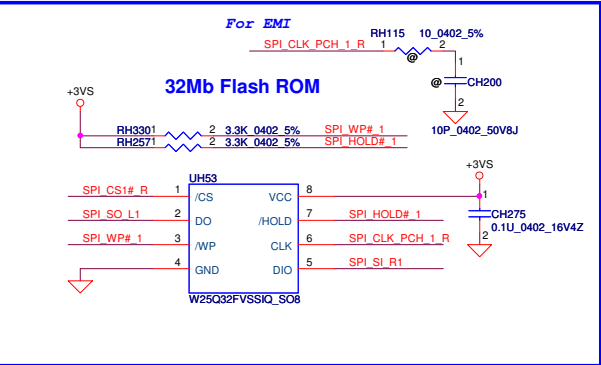 For EMI
RH115 10_0402_5%
SPI_CLK_PCH_1_R 1 2
@
1
@ CH200
2
10P_0402_50V8J
32Mb Flash ROM
+3VS
RH330 1 2 3.3K_0402_5% SPI_WP#_1
RH257 1 2 3.3K_0402_5% SPI_HOLD#_1
+3VS
UH53
SPI_CS1#_R 1 /CS VCC 8
1
CH275
0.1U_0402_16V4Z
2
SPI_SO_L1 2 DO /HOLD 7 SPI_HOLD#_1
SPI_WP#_1 3 /WP CLK 6 SPI_CLK_PCH_1_R
4 GND DIO 5 SPI_SI_R1
W25Q32FVSSIQ_SO8